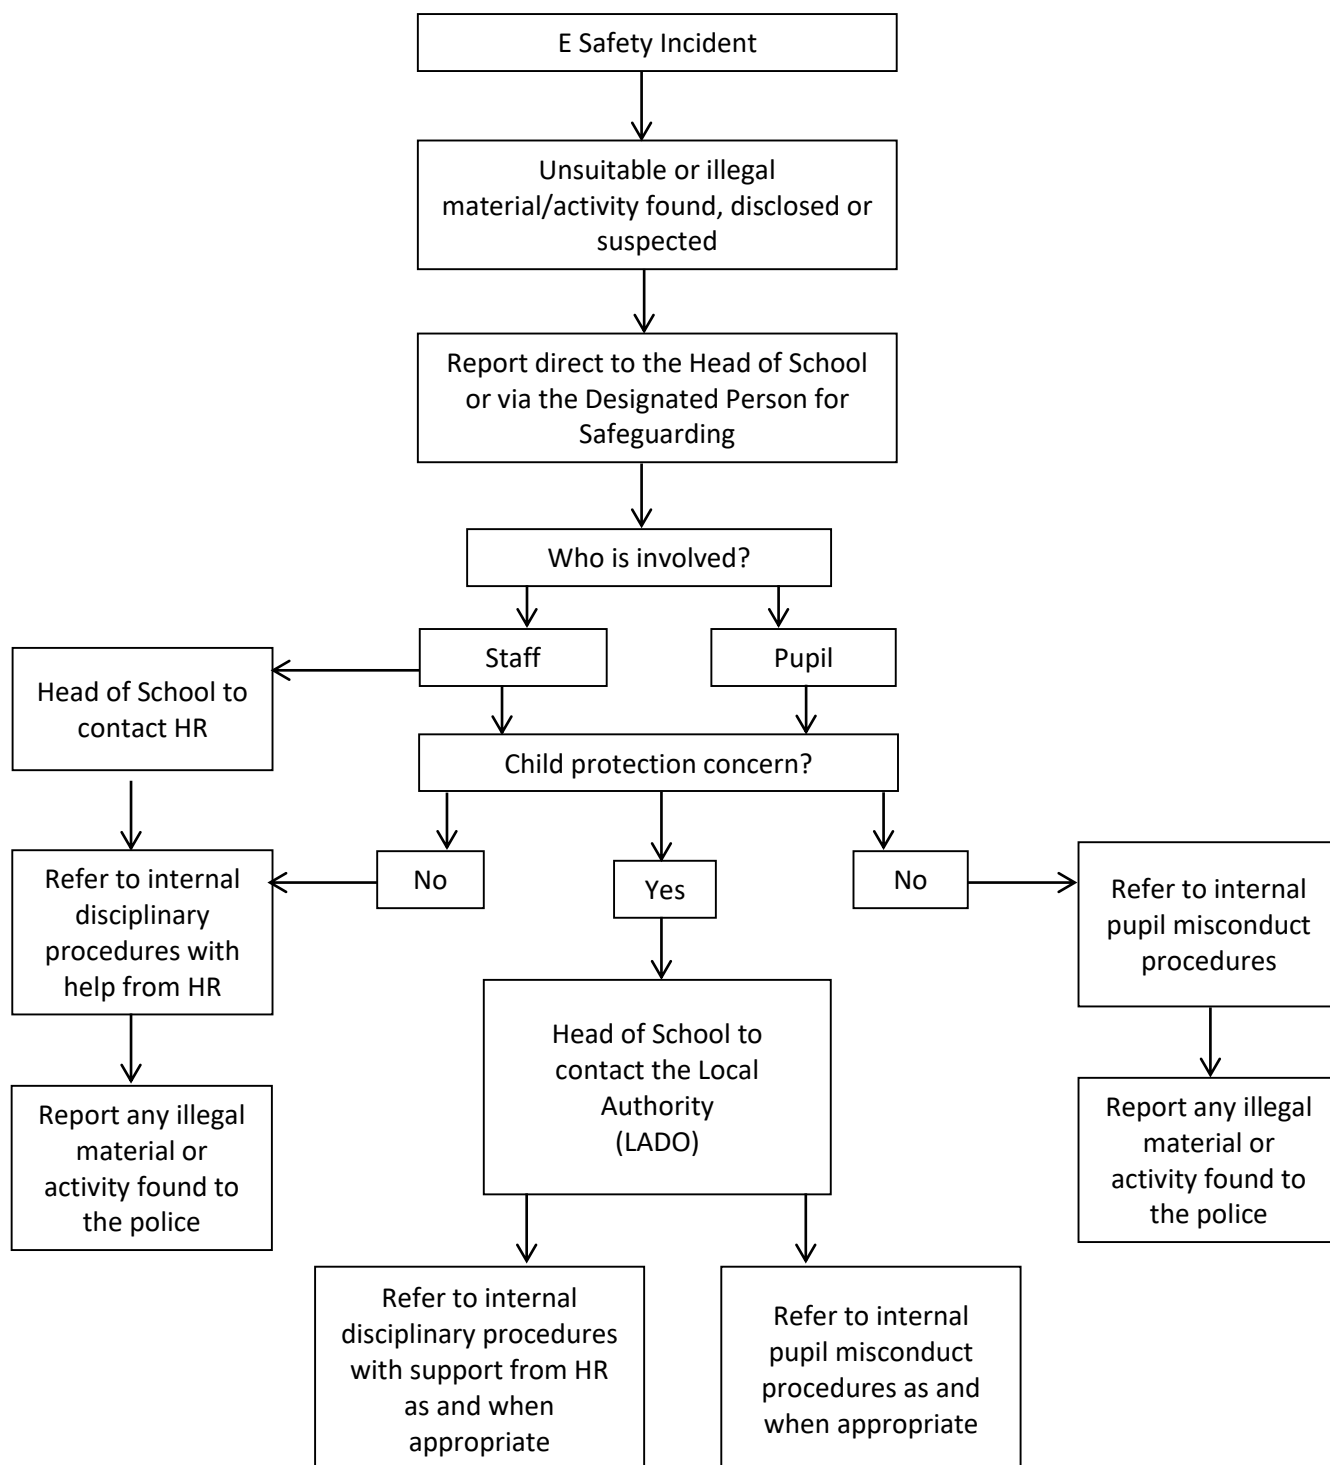 E Safety Incident
Unsuitable or illegal
material/activity found, disclosed or
suspected
Report direct to the Head of School
or via the Designated Person for
Safeguarding
Who is involved?
Staff
Pupil
Head of School to
contact HR
Child protection concern?
No
Yes
No
Refer to internal
disciplinary
procedures with
help from HR
Refer to internal
pupil misconduct
procedures
Head of School to
contact the Local
Authority
(LADO)
Report any illegal
material or
activity found to
the police
Report any illegal
material or
activity found to
the police
Refer to internal
disciplinary procedures
with support from HR
as and when
appropriate
Refer to internal
pupil misconduct
procedures as and
when appropriate